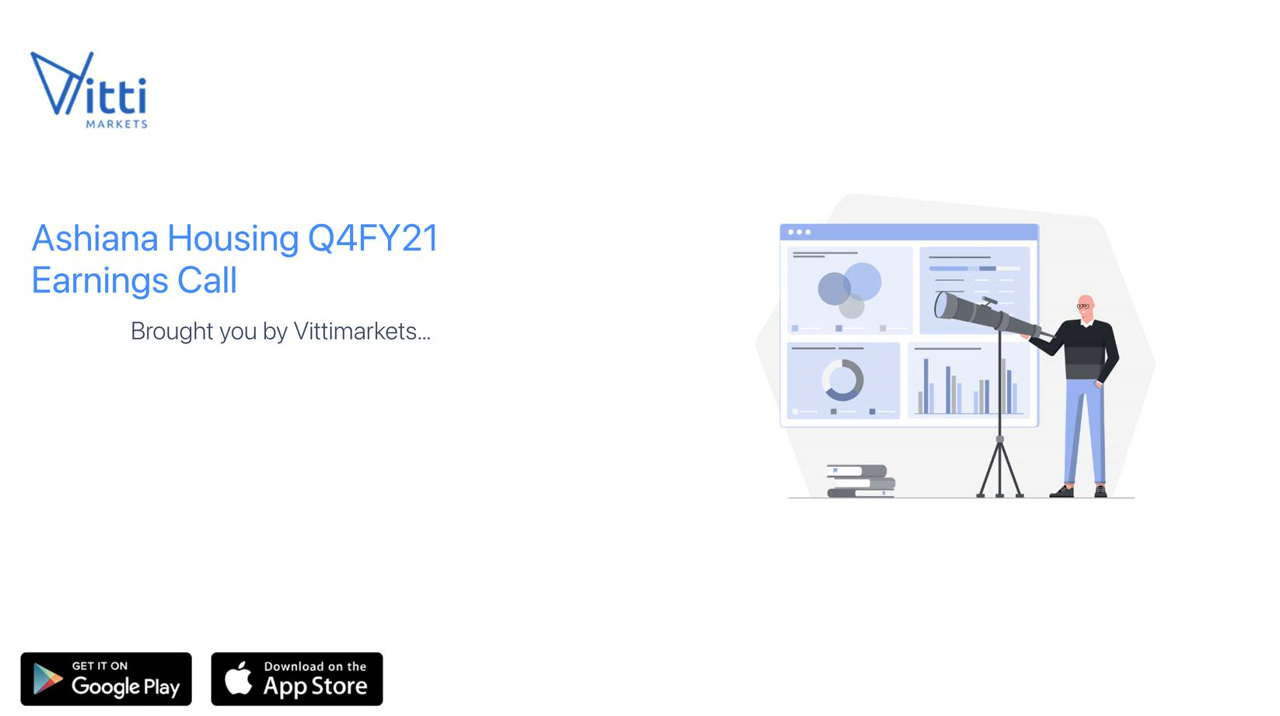 Vitti
MARKETS
Ashiana Housing Q4FY21
Earnings Call
Brought you by Vittimarkets...
GET IT ON
Google Play
Download on the
App Store